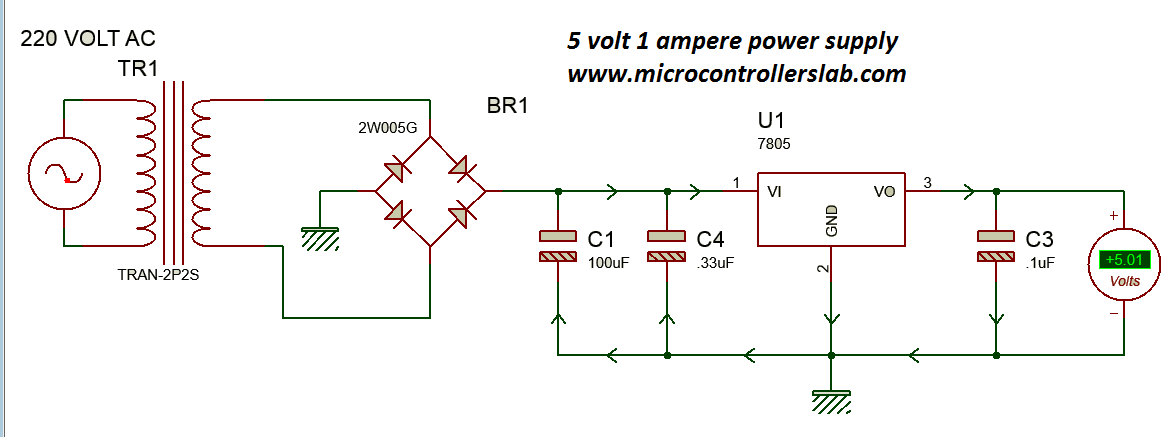 220 VOLT AC
TR1
TRAN-2P2S
5 volt 1 ampere power supply
www.microcontrollerslab.com
BR1
2W005G
U1
7805
1
VI
VO
3
GND
2
C1
100uF
C4
.33uF
C3
.1uF
+
+5.01
Volts
−